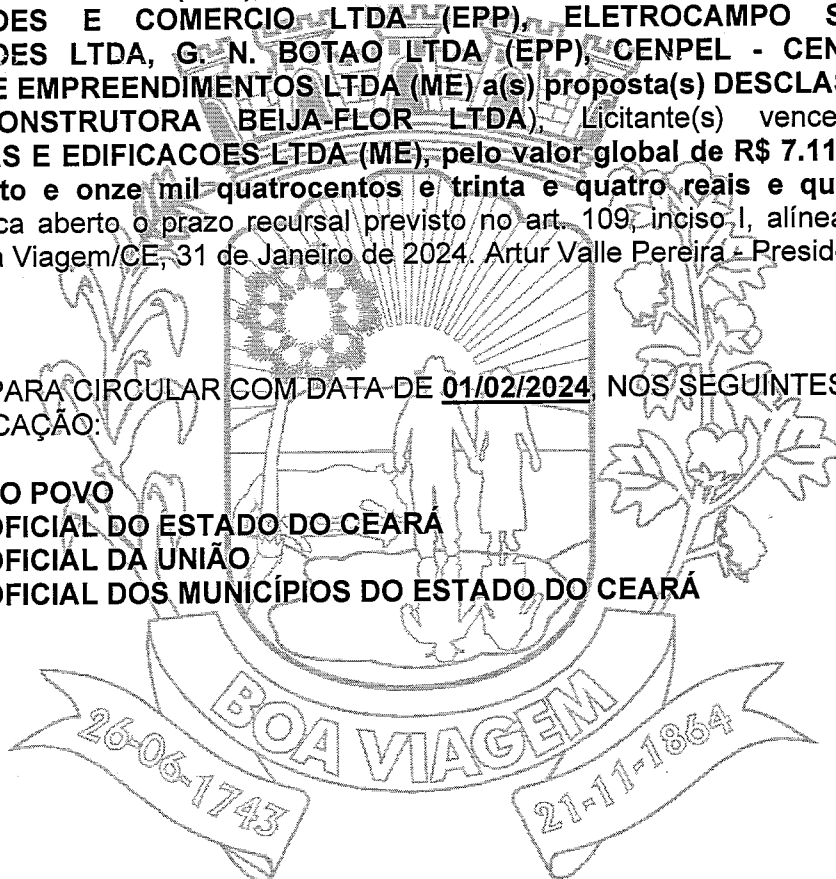 DES E COMERCIO LTDA (EPP), ELETROCAMPO S
DES LTDA, G. N. BOTAO LTDA (EPP), CENPEL - CEN
E EMPREENDIMENTOS LTDA (ME) a(s) proposta(s) DESCLAS
ONSTRUTORA BEIJA-FLOR LTDA), Licitante(s) vence
S E EDIFICACOES LTDA (ME), pelo valor global de R$ 7.11
to e onze mil quatrocentos e trinta e quatro reais e qu
ca aberto o prazo recursal previsto no art. 109, inciso I, alínea
a Viagem/CE, 31 de Janeiro de 2024. Artur Valle Pereira - Presid
PARA CIRCULAR COM DATA DE 01/02/2024, NOS SEGUINTES
CAÇÃO:
O POVO
OFICIAL DO ESTADO DO CEARÁ
OFICIAL DA UNIÃO
OFICIAL DOS MUNICÍPIOS DO ESTADO DO CEARÁ
BOA VIAGEM
26-06-1743
21-11-1864